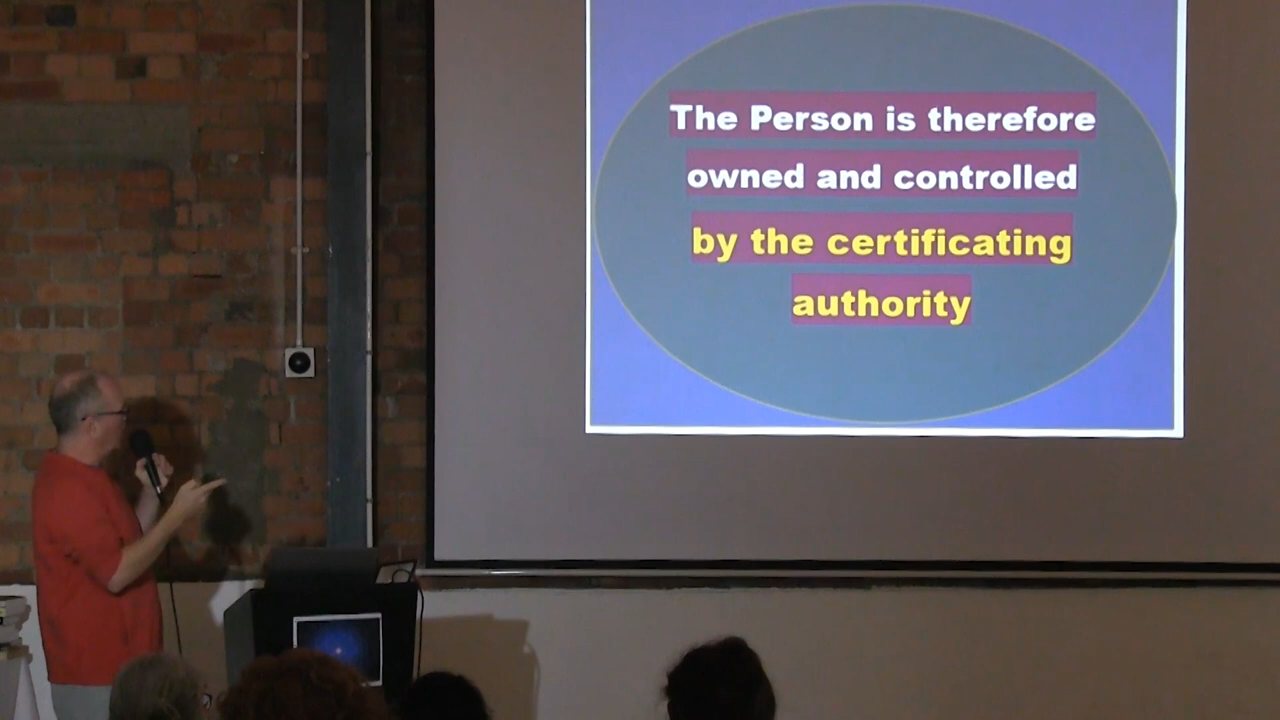 The Person is therefore
owned and controlled
by the certificating
authority